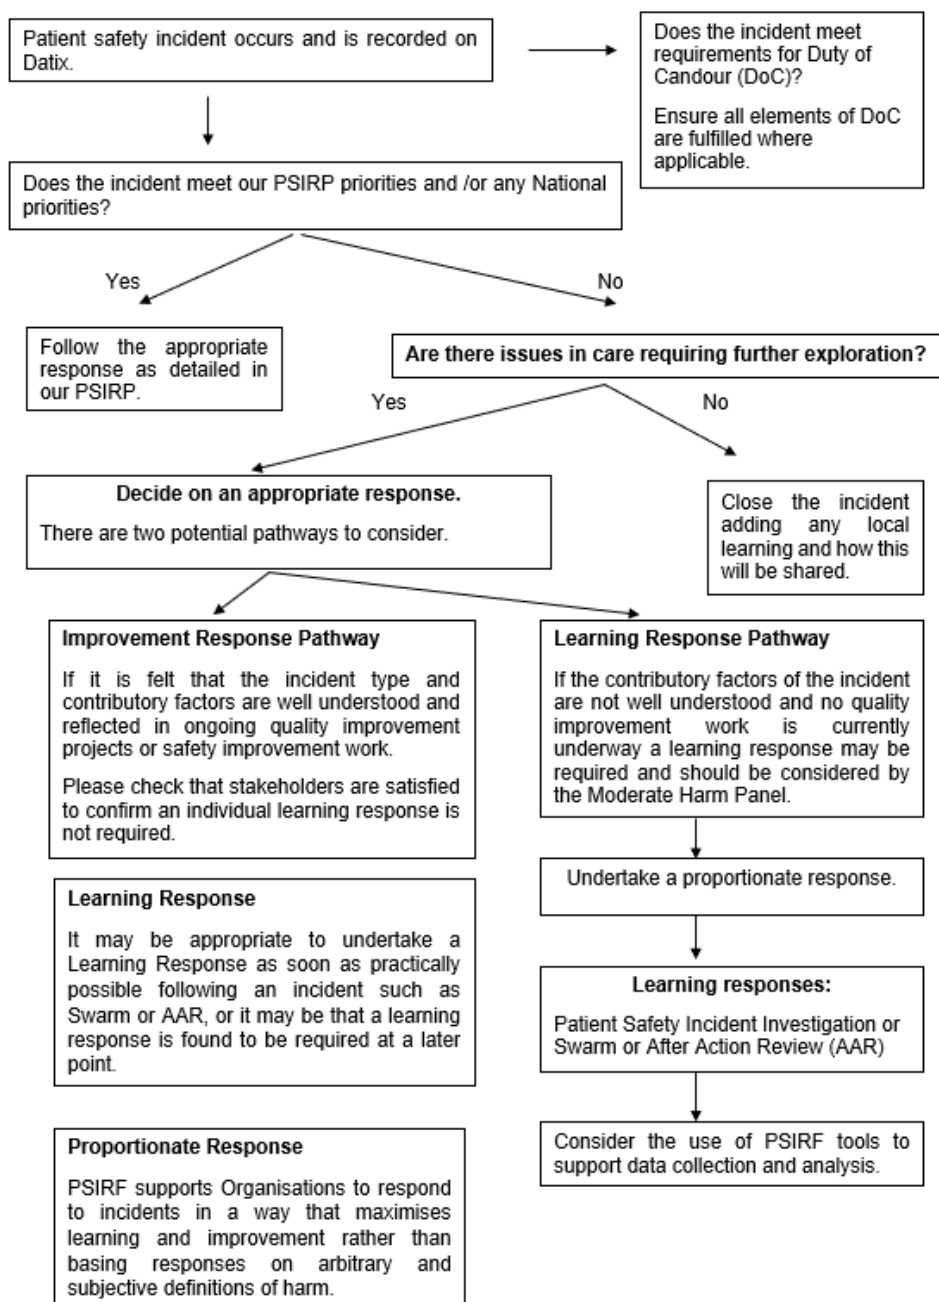 Patient safety incident occurs and is recorded on
Datix.
Does the incident meet
requirements for Duty of
Candour (DoC)?
Ensure all elements of DoC
are fulfilled where
applicable.
Does the incident meet our PSIRP priorities and /or any National
priorities?
Yes
No
Follow the appropriate
response as detailed in
our PSIRP.
Are there issues in care requiring further exploration?
Yes
No
Decide on an appropriate response.
There are two potential pathways to consider.
Close the incident
adding any local
learning and how this
will be shared.
Improvement Response Pathway
If it is felt that the incident type and
contributory factors are well understood and
reflected in ongoing quality improvement
projects or safety improvement work.
Please check that stakeholders are satisfied
to confirm an individual learning response is
not required.
Learning Response Pathway
If the contributory factors of the incident
are not well understood and no quality
improvement work is currently
underway a learning response may be
required and should be considered by
the Moderate Harm Panel.
Undertake a proportionate response.
Learning Response
It may be appropriate to undertake a
Learning Response as soon as practically
possible following an incident such as
Swarm or AAR, or it may be that a learning
response is found to be required at a later
point.
Learning responses:
Patient Safety Incident Investigation or
Swarm or After Action Review (AAR)
Consider the use of PSIRF tools to
support data collection and analysis.
Proportionate Response
PSIRF supports Organisations to respond
to incidents in a way that maximises
learning and improvement rather than
basing responses on arbitrary and
subjective definitions of harm.